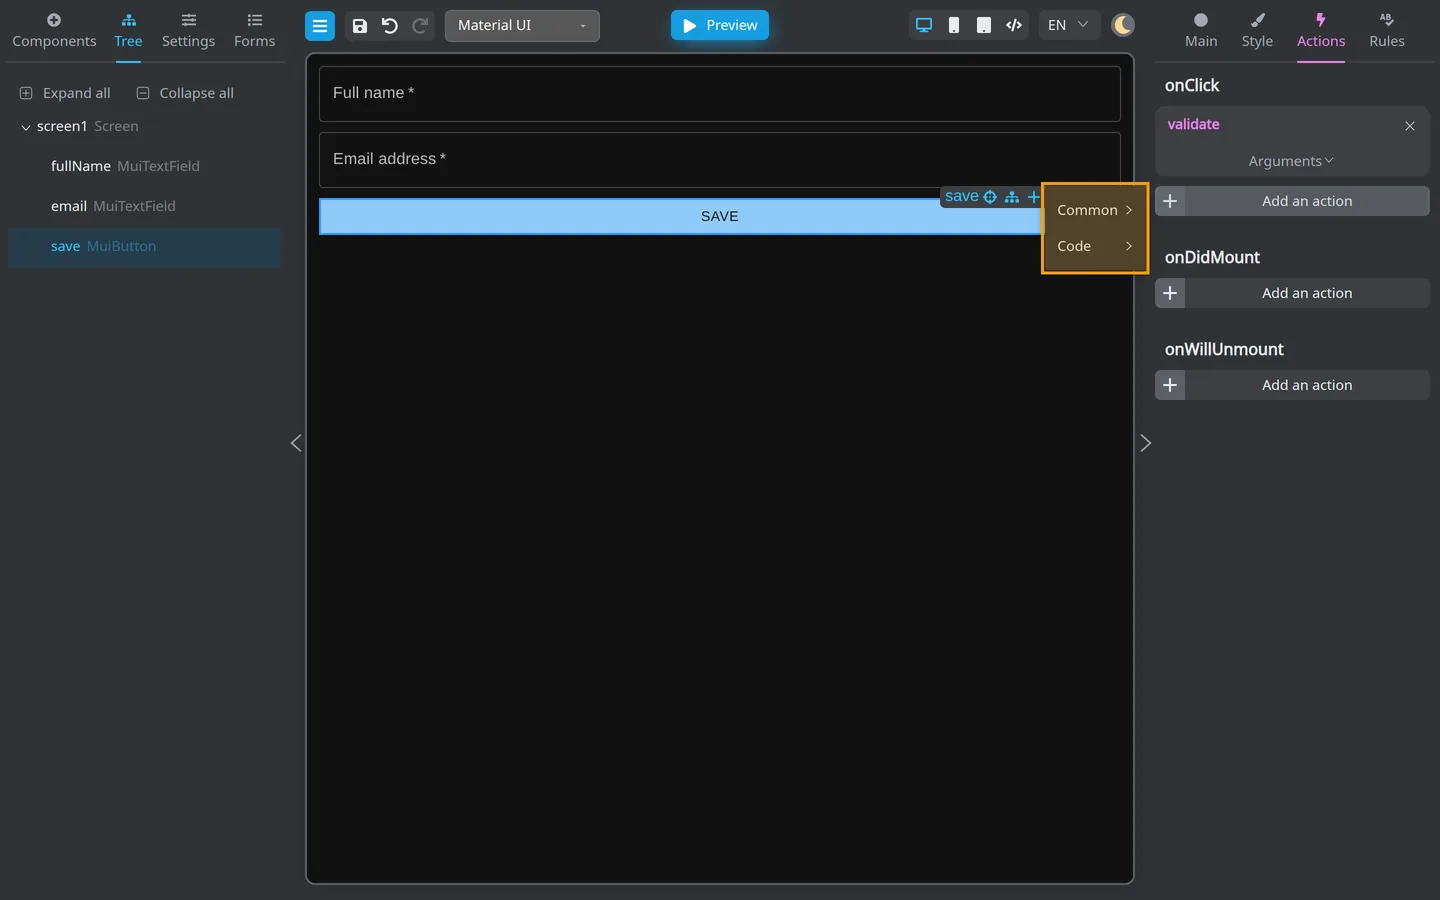 Components
Tree
Settings
Forms
Material UI
Preview
EN
Main
Style
Actions
AB
Rules
Expand all
Collapse all
screen1 Screen
fullName MuiTextField
email MuiTextField
save MuiButton
Full name *
Email address *
save
SAVE
Common
Code
onClick
validate
Arguments
Add an action
onDidMount
Add an action
onWillUnmount
Add an action